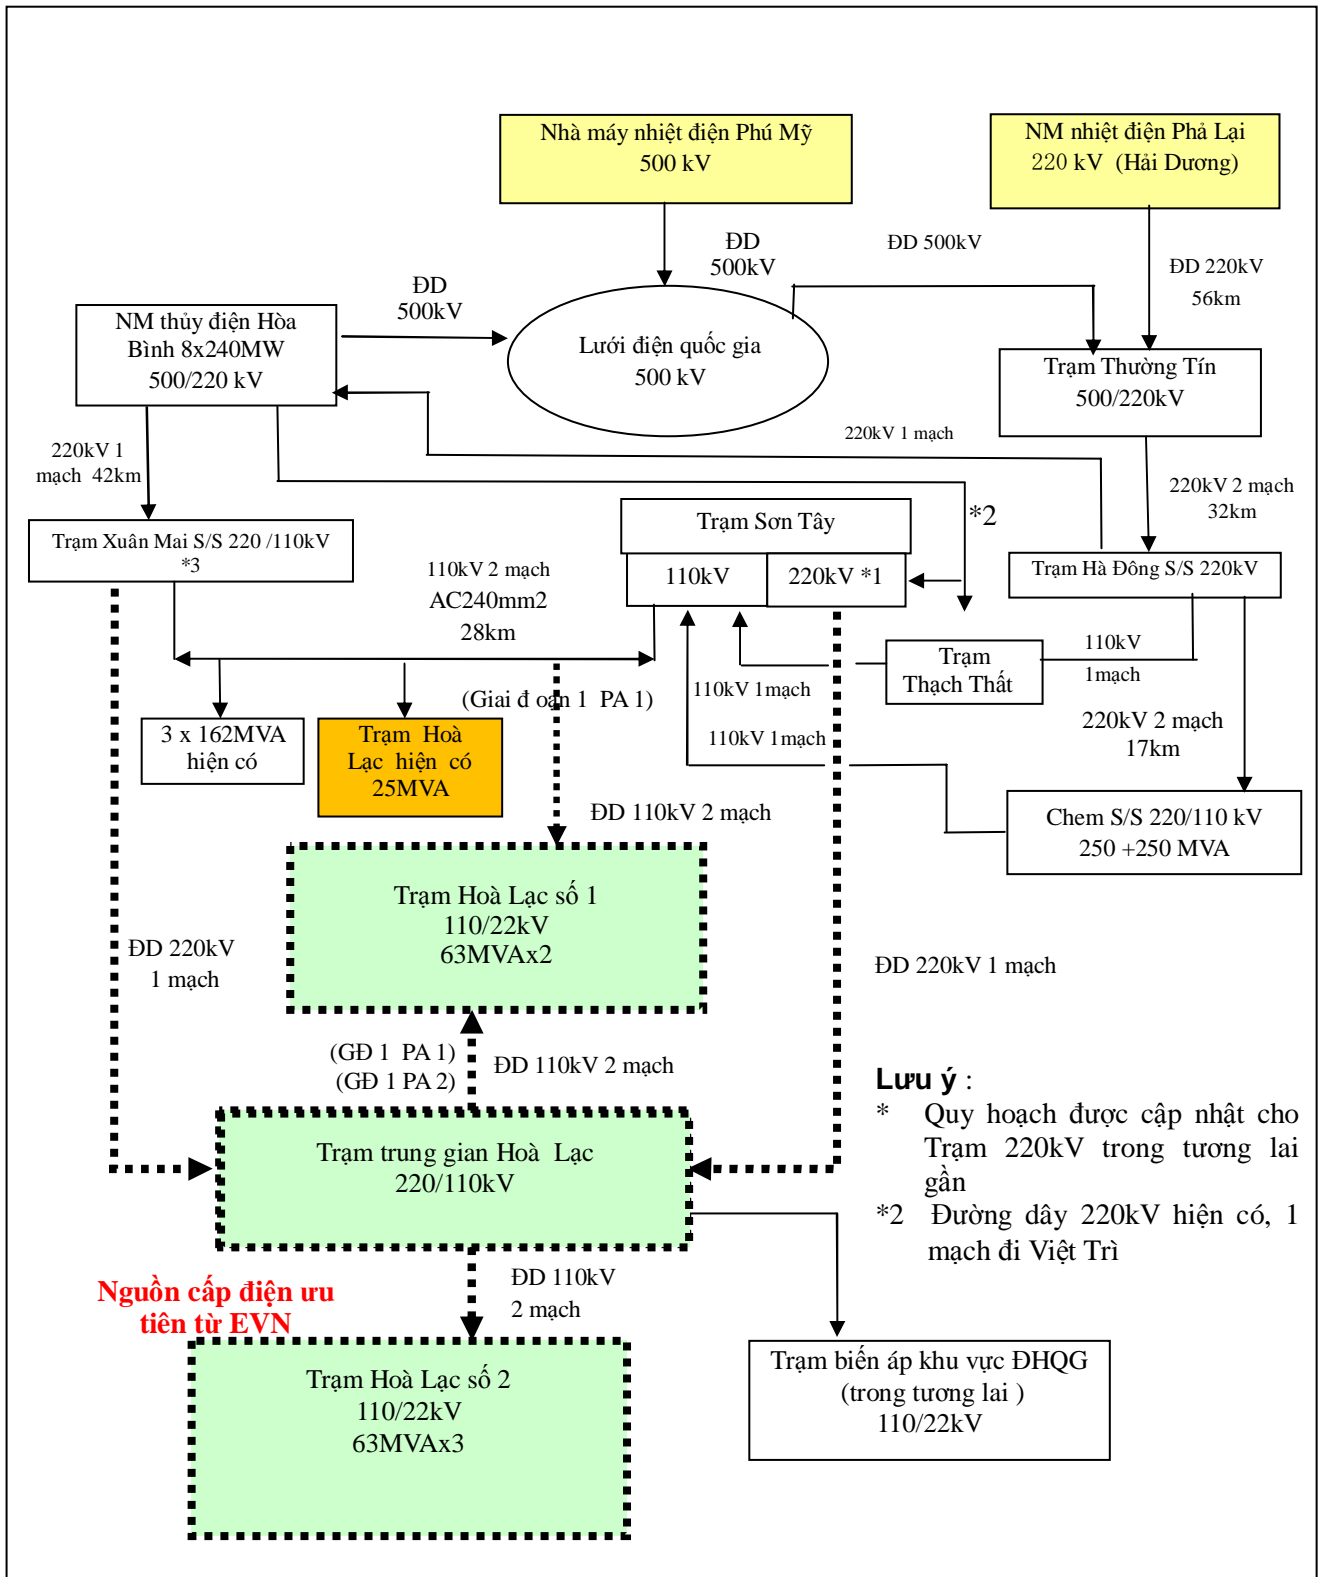 Nhà máy nhiệt điện Phú Mỹ
500 kV
NM nhiệt điện Phả Lại
220 kV (Hải Dương)
ĐD
500kV
ĐD 500kV
ĐD 220kV
56km
ĐD
500kV
NM thủy điện Hòa
Bình 8x240MW
500/220 kV
Lưới điện quốc gia
500 kV
Trạm Thường Tín
500/220kV
220kV 1
mạch 42km
220kV 1 mạch
220kV 2 mạch
32km
Trạm Xuân Mai S/S 220 /110kV
*3
Trạm Sơn Tây
110kV
220kV *1
*2
Trạm Hà Đông S/S 220kV
110kV 2 mạch
AC240mm2
28km
Trạm
Thạch Thất
110kV
1mạch
110kV 1mạch
(Giai đ oạn 1 PA 1)
110kV 1mạch
220kV 2 mạch
17km
3 x 162MVA
hiện có
Trạm Hoà
Lạc hiện có
25MVA
ĐD 110kV 2 mạch
Chem S/S 220/110 kV
250 +250 MVA
Trạm Hoà Lạc số 1
110/22kV
63MVAx2
ĐD 220kV
1 mạch
ĐD 220kV 1 mạch
(GĐ 1 PA 1)
(GĐ 1 PA 2)
ĐD 110kV 2 mạch
Lưu ý :
* Quy hoạch được cập nhật cho
Trạm 220kV trong tương lai
gần
*2 Đường dây 220kV hiện có, 1
mạch đi Việt Trì
Trạm trung gian Hoà Lạc
220/110kV
Nguồn cấp điện ưu
tiên từ EVN
ĐD 110kV
2 mạch
Trạm Hoà Lạc số 2
110/22kV
63MVAx3
Trạm biến áp khu vực ĐHQG
(trong tương lai )
110/22kV